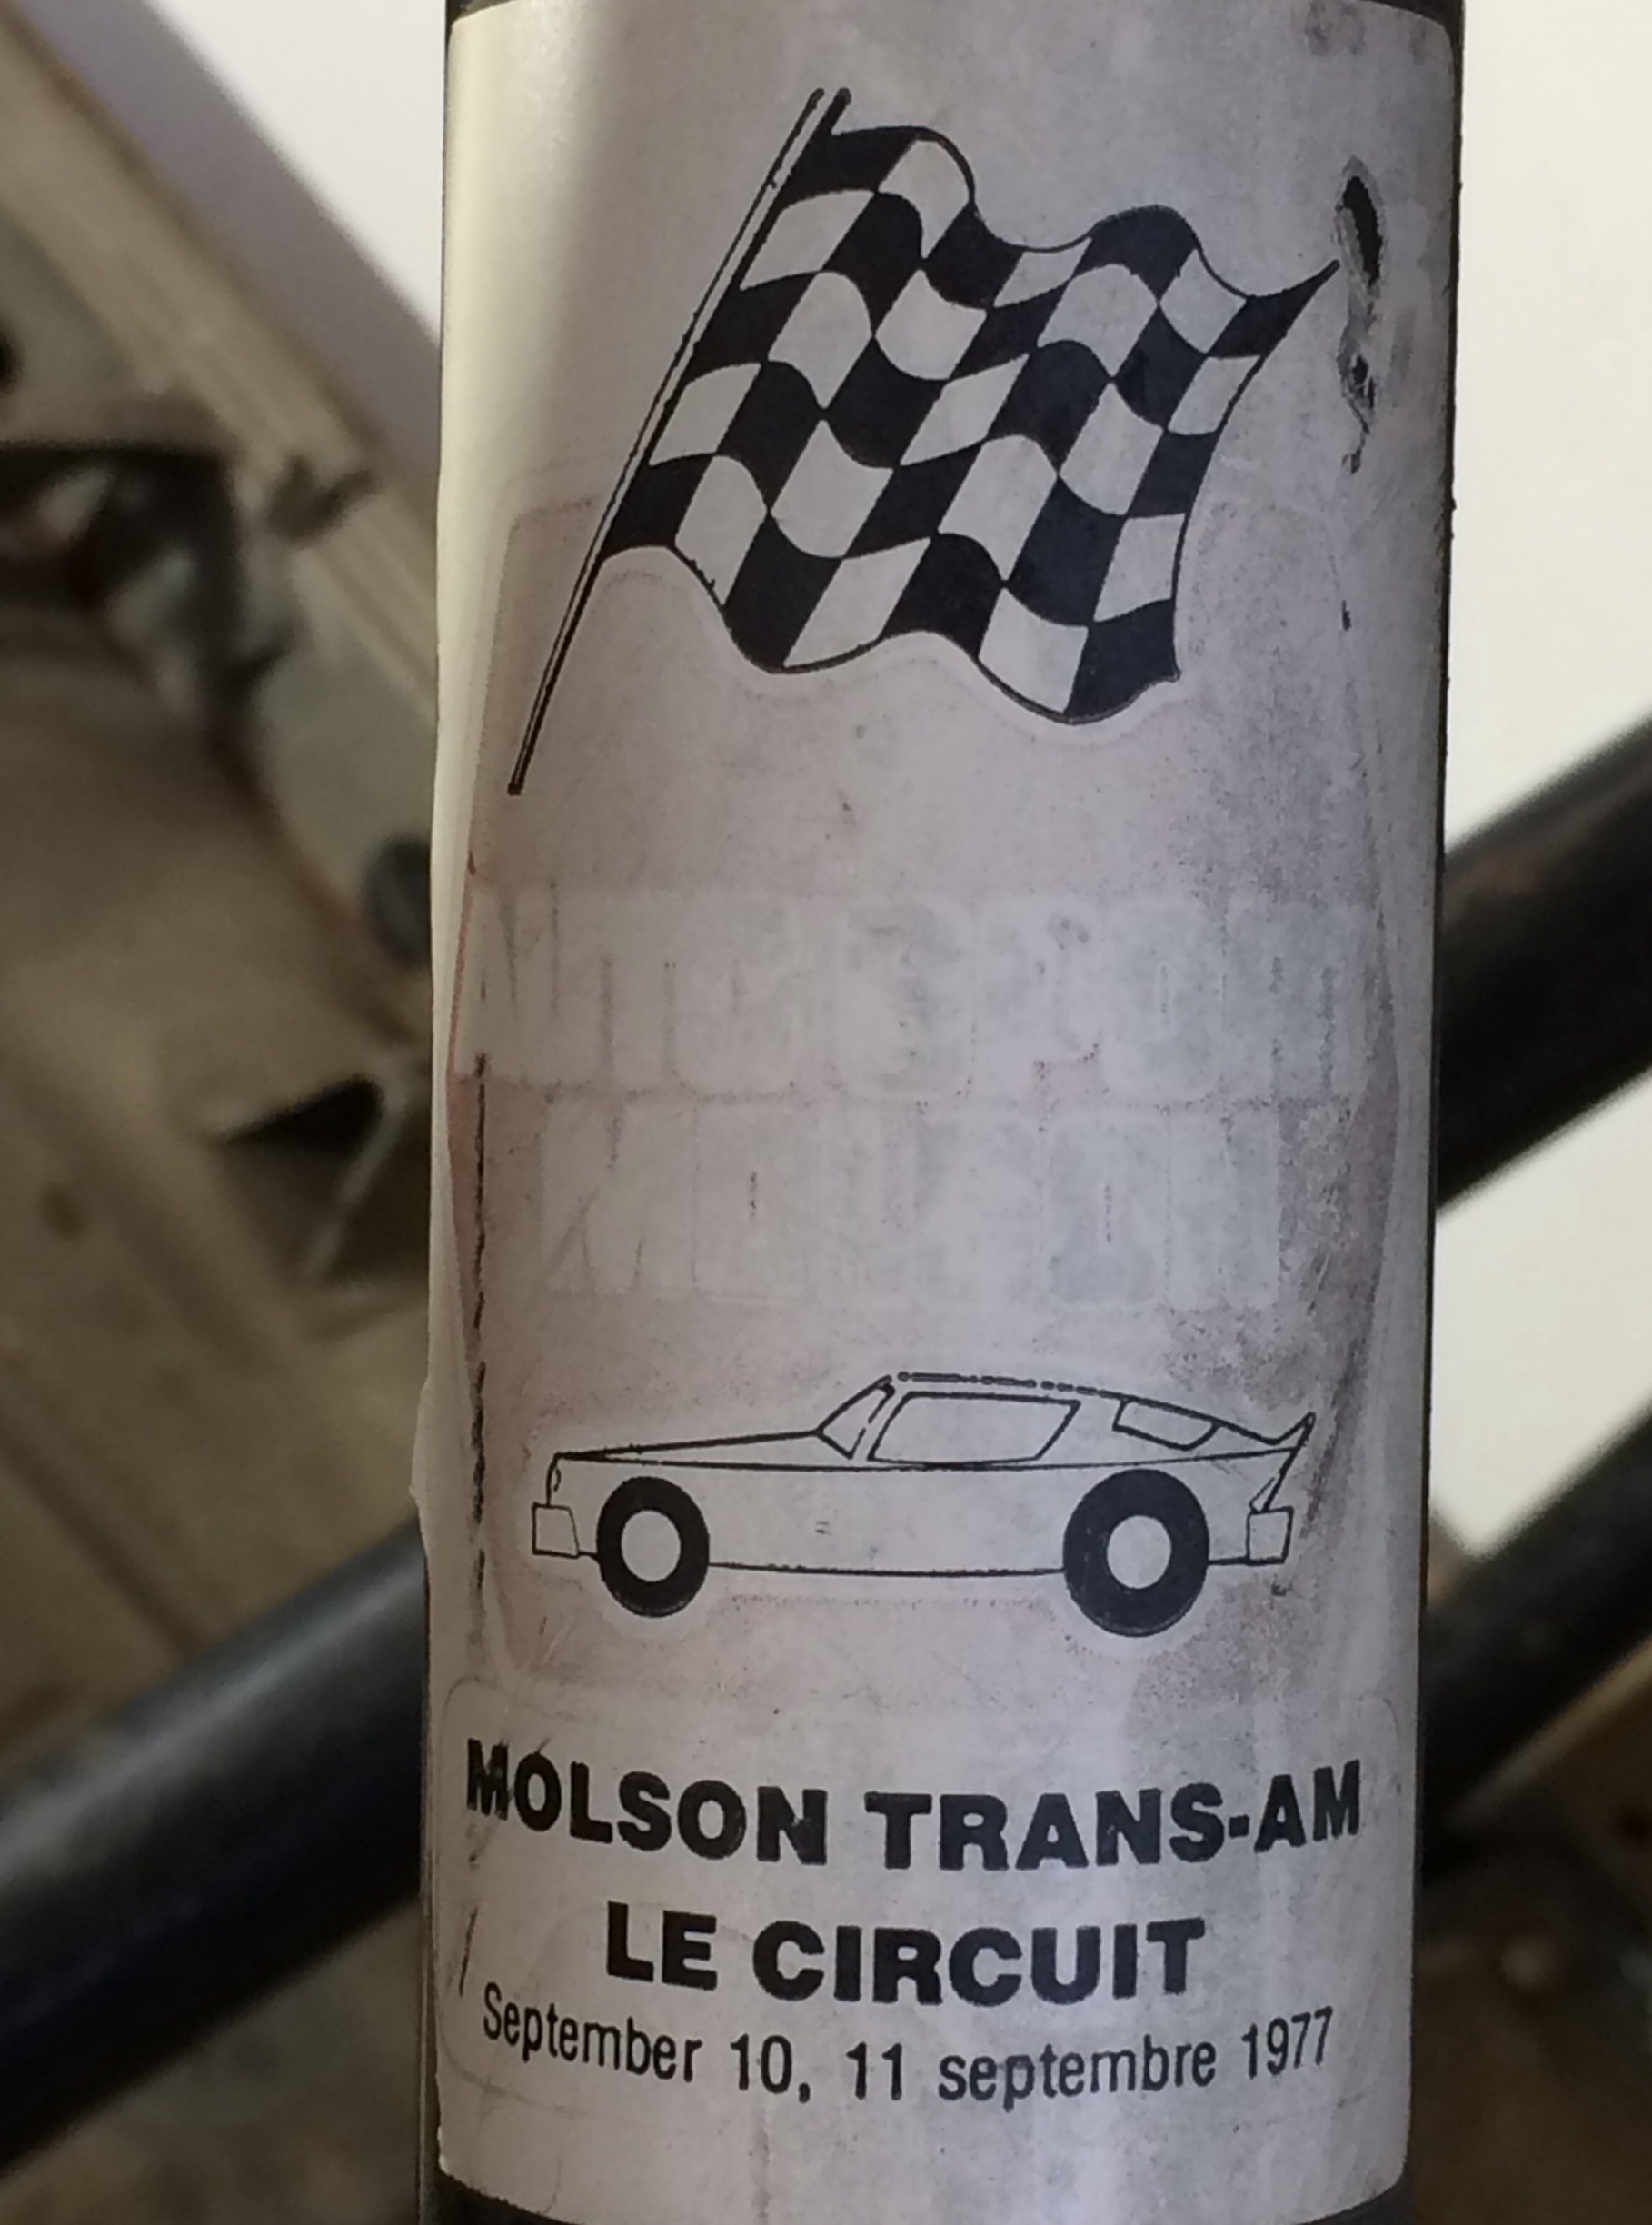 MOLSON TRANS-AM
LE CIRCUIT
September 10, 11 septembre 1977